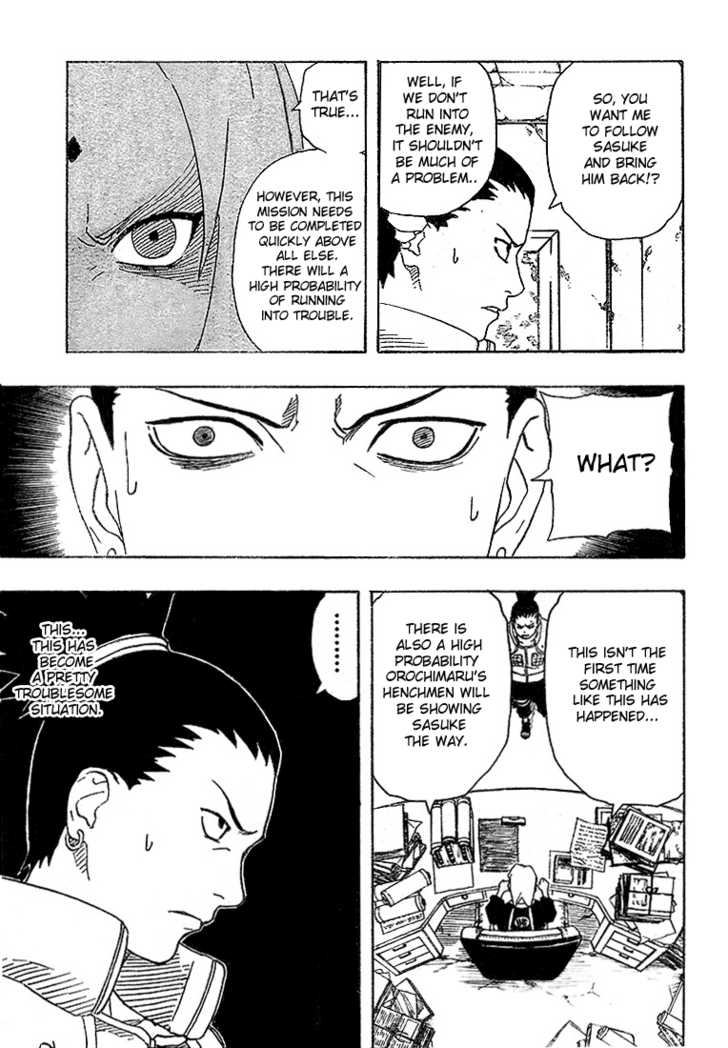 SO, YOU
WANT ME
TO FOLLOW
SASUKE
AND BRING
HIM BACK!?
WELL, IF
WE DON'T
RUN INTO
THE ENEMY,
IT SHOULDN'T
BE MUCH OF
A PROBLEM..
THAT'S
TRUE...
HOWEVER, THIS
MISSION NEEDS
TO BE COMPLETED
QUICKLY ABOVE
ALL ELSE.
THERE WILL A
HIGH PROBABILITY
OF RUNNING
INTO TROUBLE.
WHAT?
THIS ISN'T THE
FIRST TIME
SOMETHING
LIKE THIS HAS
HAPPENED...
THERE IS
ALSO A HIGH
PROBABILITY
OROCHIMARU'S
HENCHMEN WILL
BE SHOWING
SASUKE
THE WAY.
........
THIS...
THIS HAS
BECOME
A PRETTY
TROUBLESOME
SITUATION.